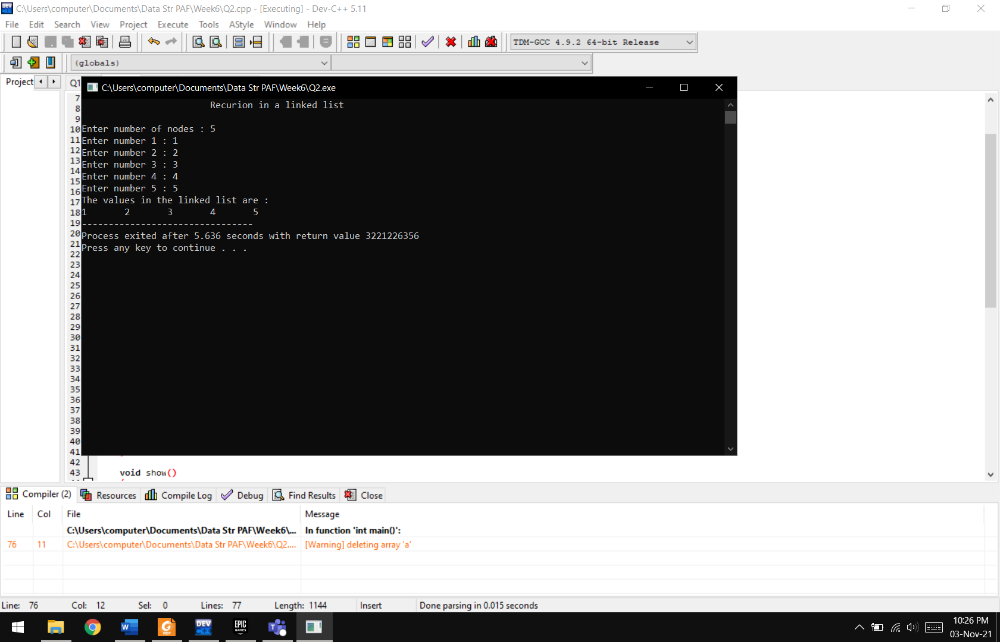 C:\Users\computer\Documents\Data Str PAF\Week6\Q2.cpp - [Executing] - Dev-C++ 5.11
File Edit Search View Project Execute Tools AStyle Window Help
TDM-GCC 4.9.2 64-bit Release
(globals)
Project
Q1
C:\Users\computer\Documents\Data Str PAF\Week6\Q2.exe
Recurion in a linked list
Enter number of nodes : 5
Enter number 1 : 1
Enter number 2 : 2
Enter number 3 : 3
Enter number 4 : 4
Enter number 5 : 5
The values in the linked list are :
1 2 3 4 5
--------------------------------
Process exited after 5.636 seconds with return value 3221226356
Press any key to continue . . .
7
8
9
10
11
12
13
14
15
16
17
18
19
20
21
22
23
24
25
26
27
28
29
30
31
32
33
34
35
36
37
38
39
40
41
42
43 void show()
Compiler (2) Resources Compile Log Debug Find Results Close
Line Col File Message
C:\Users\computer\Documents\Data Str PAF\Week6\... In function 'int main()':
76 11 C:\Users\computer\Documents\Data Str PAF\Week6\Q2.... [Warning] deleting array 'a'
Line: 76 Col: 12 Sel: 0 Lines: 77 Length: 1144 Insert Done parsing in 0.015 seconds
DEV C++
EPIC GAMES
PDF
10:26 PM
03-Nov-21